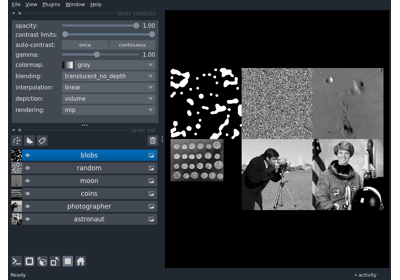 File View Plugins Window Help
layer controls
opacity: 1.00
contrast limits:
auto-contrast: once continuous
gamma: 1.00
colormap: gray
blending: translucent_no_depth
interpolation: linear
depiction: volume
rendering: mip
layer list
blobs
random
moon
coins
photographer
astronaut
Ready activity